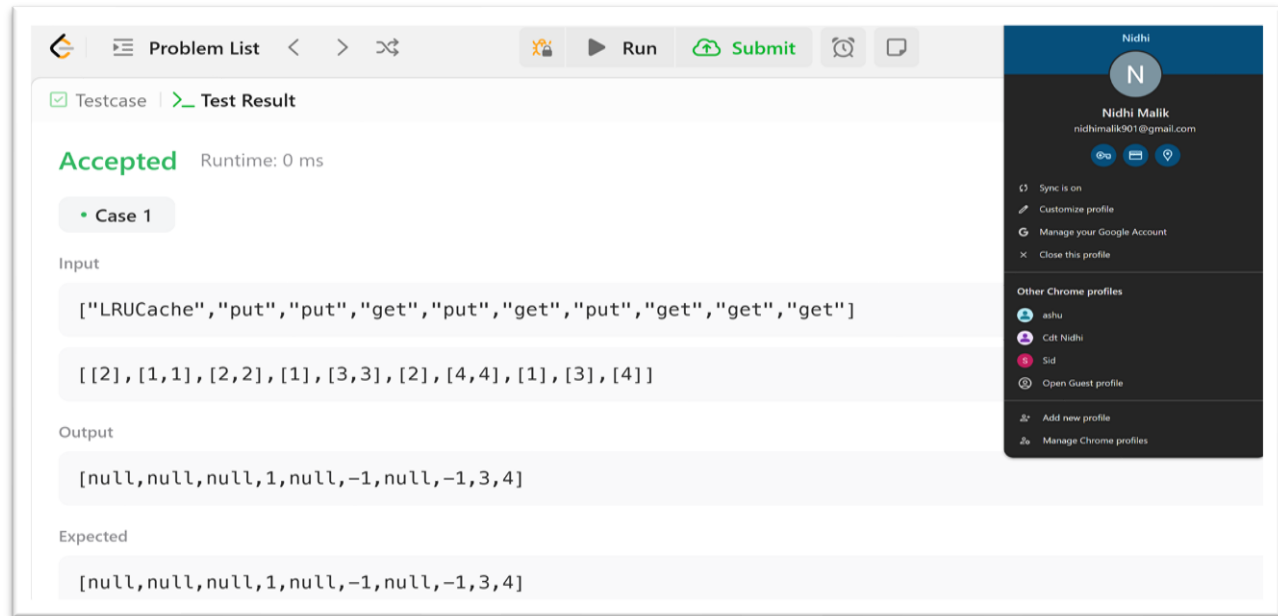 Problem List
Run
Submit
Testcase
Test Result
Accepted Runtime: 0 ms
Case 1
Input
["LRUCache","put","put","get","put","get","put","get","get","get"]
[[2],[1,1],[2,2],[1],[3,3],[2],[4,4],[1],[3],[4]]
Output
[null,null,null,1,null,-1,null,-1,3,4]
Expected
[null,null,null,1,null,-1,null,-1,3,4]
Nidhi
N
Nidhi Malik
nidhimalik901@gmail.com
Sync is on
Customize profile
G Manage your Google Account
Close this profile
Other Chrome profiles
ashu
Cdt Nidhi
S Sid
Open Guest profile
Add new profile
Manage Chrome profiles